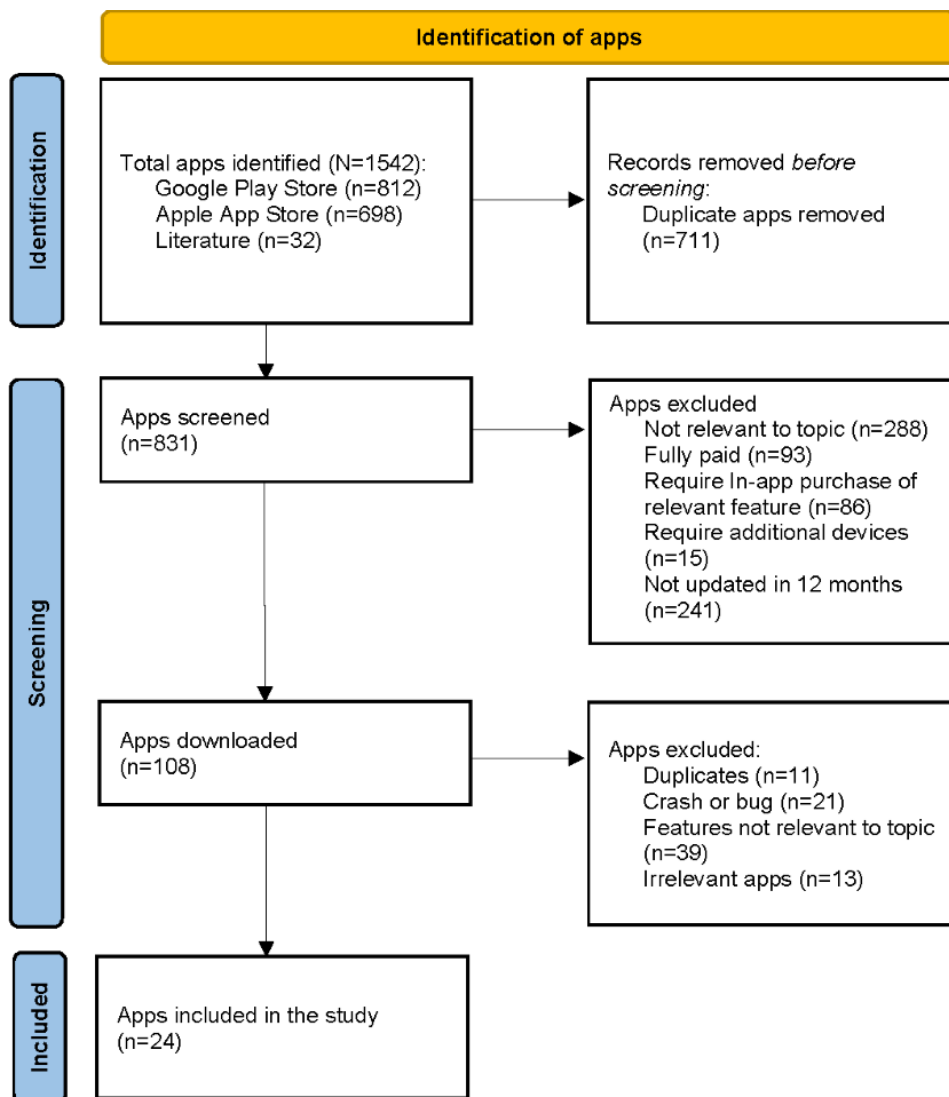 Identification of apps
Identification
Total apps identified (N=1542):
Google Play Store (n=812)
Apple App Store (n=698)
Literature (n=32)
Records removed before
screening:
Duplicate apps removed
(n=711)
Screening
Apps screened
(n=831)
Apps excluded
Not relevant to topic (n=288)
Fully paid (n=93)
Require In-app purchase of
relevant feature (n=86)
Require additional devices
(n=15)
Not updated in 12 months
(n=241)
Apps downloaded
(n=108)
Apps excluded:
Duplicates (n=11)
Crash or bug (n=21)
Features not relevant to topic
(n=39)
Irrelevant apps (n=13)
Included
Apps included in the study
(n=24)